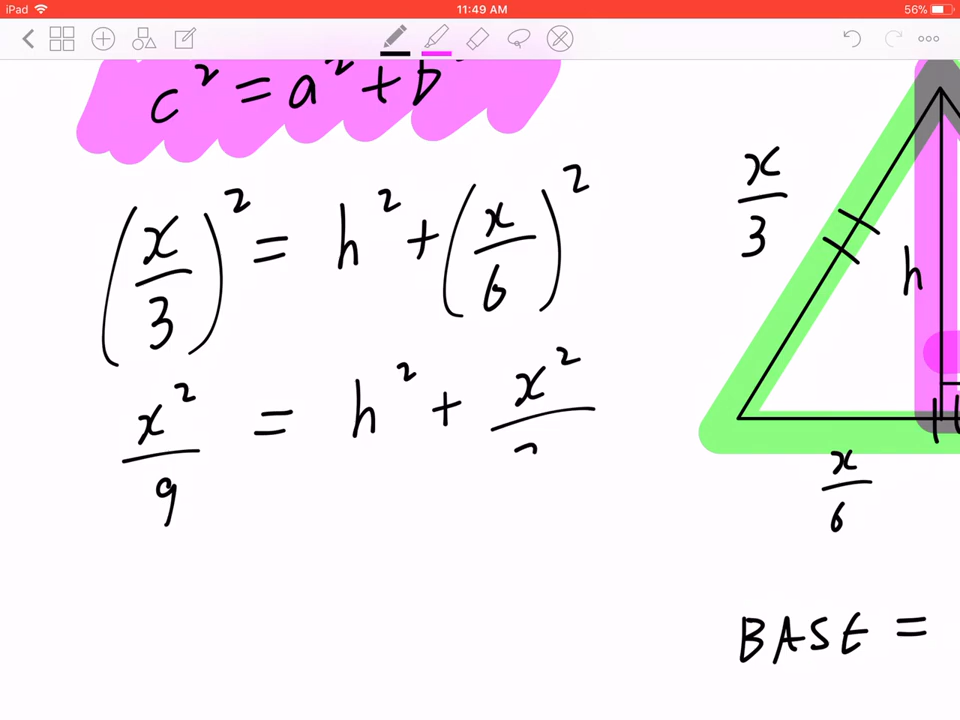 iPad 11:49 AM 56%
c² = a² + b
(x/3)² = h² + (x/6)²
x²/9 = h² + x²/
x/3
h
x/6
BASE =